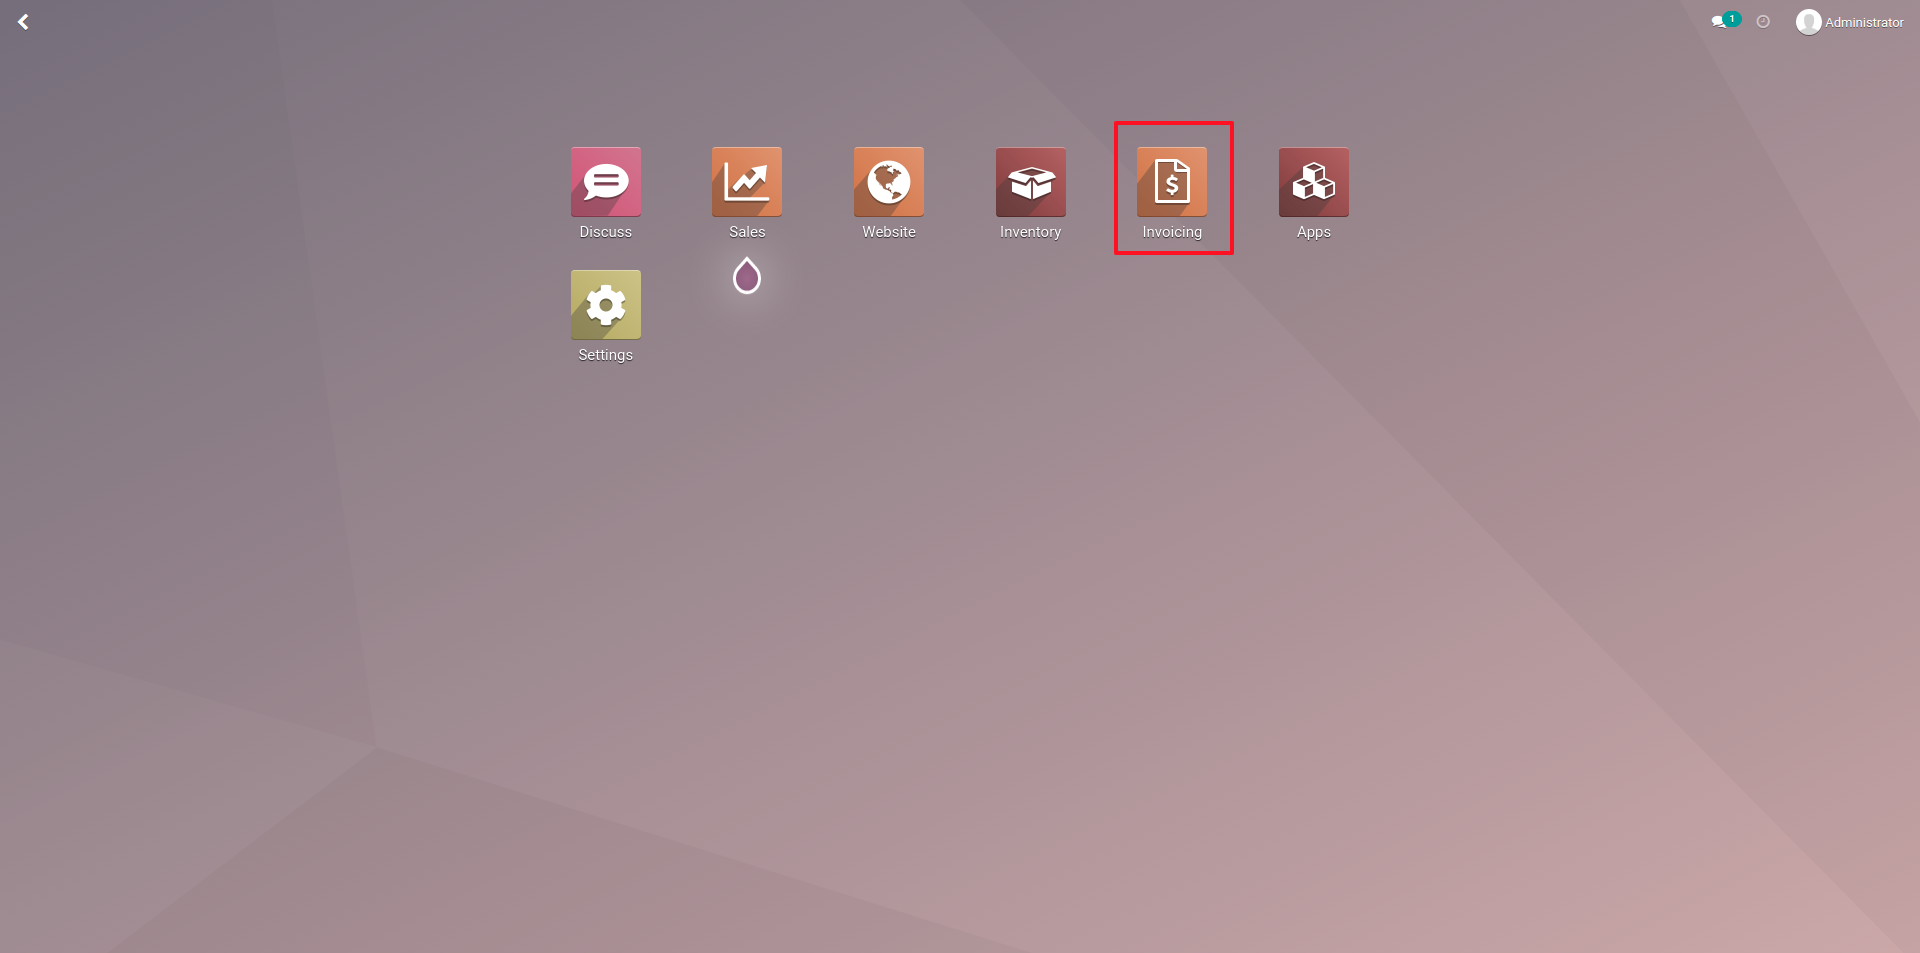 1
Administrator
Discuss
Sales
Website
Inventory
$
Invoicing
Apps
Settings